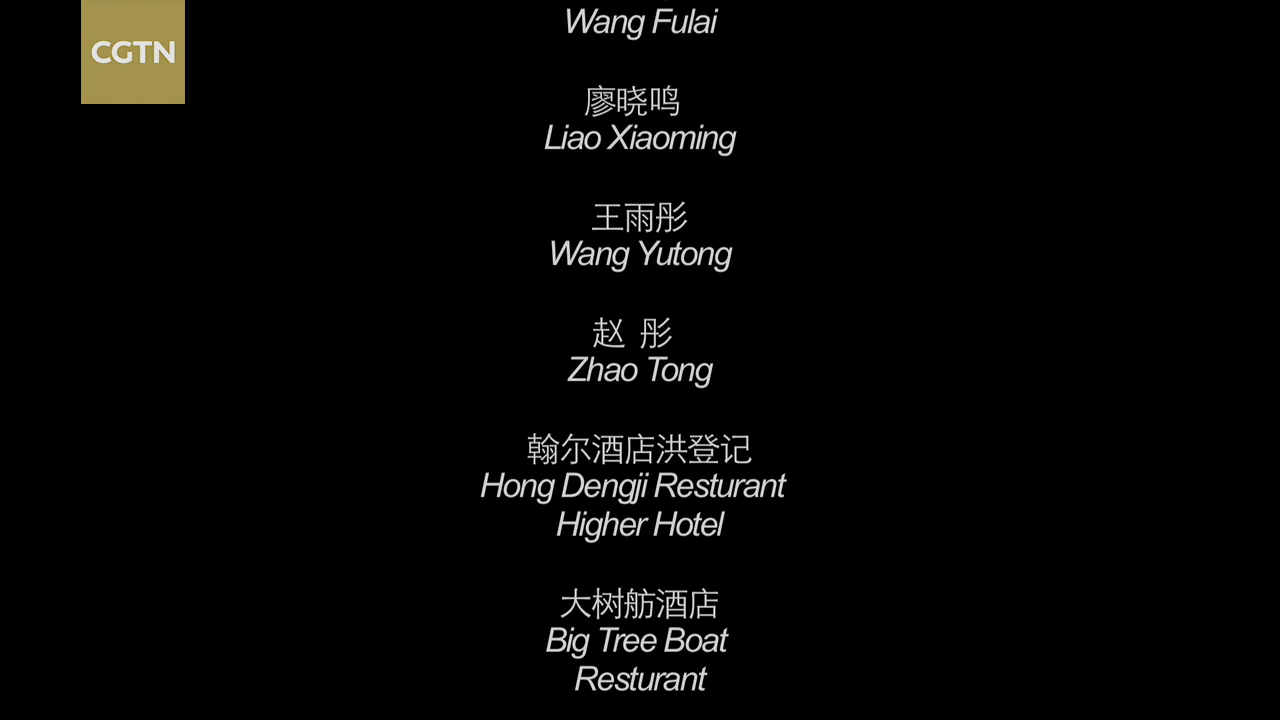 CGTN
Wang Fulai
廖晓鸣
Liao Xiaoming
王雨彤
Wang Yutong
赵 彤
Zhao Tong
翰尔酒店洪登记
Hong Dengji Resturant
Higher Hotel
大树舫酒店
Big Tree Boat
Resturant